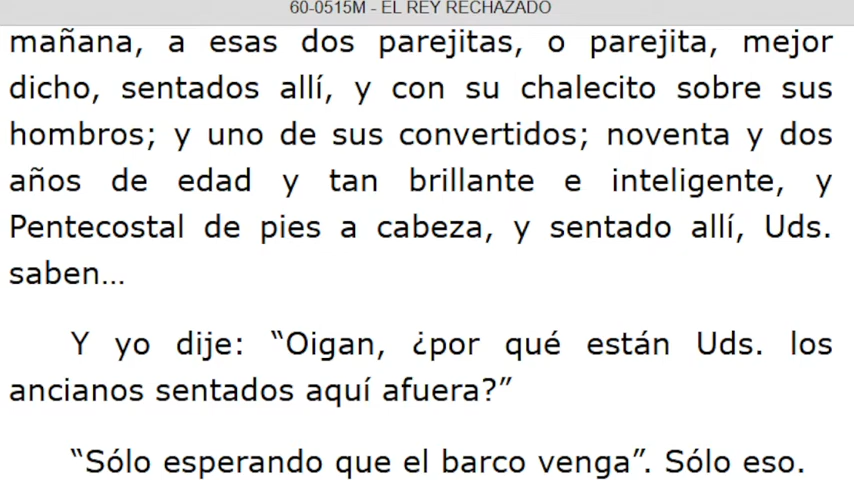 60-0515M - EL REY RECHAZADO
mañana, a esas dos parejitas, o parejita, mejor
dicho, sentados allí, y con su chalecito sobre sus
hombros; y uno de sus convertidos; noventa y dos
años de edad y tan brillante e inteligente, y
Pentecostal de pies a cabeza, y sentado allí, Uds.
saben…
Y yo dije: “Oigan, ¿por qué están Uds. los
ancianos sentados aquí afuera?”
“Sólo esperando que el barco venga”. Sólo eso.